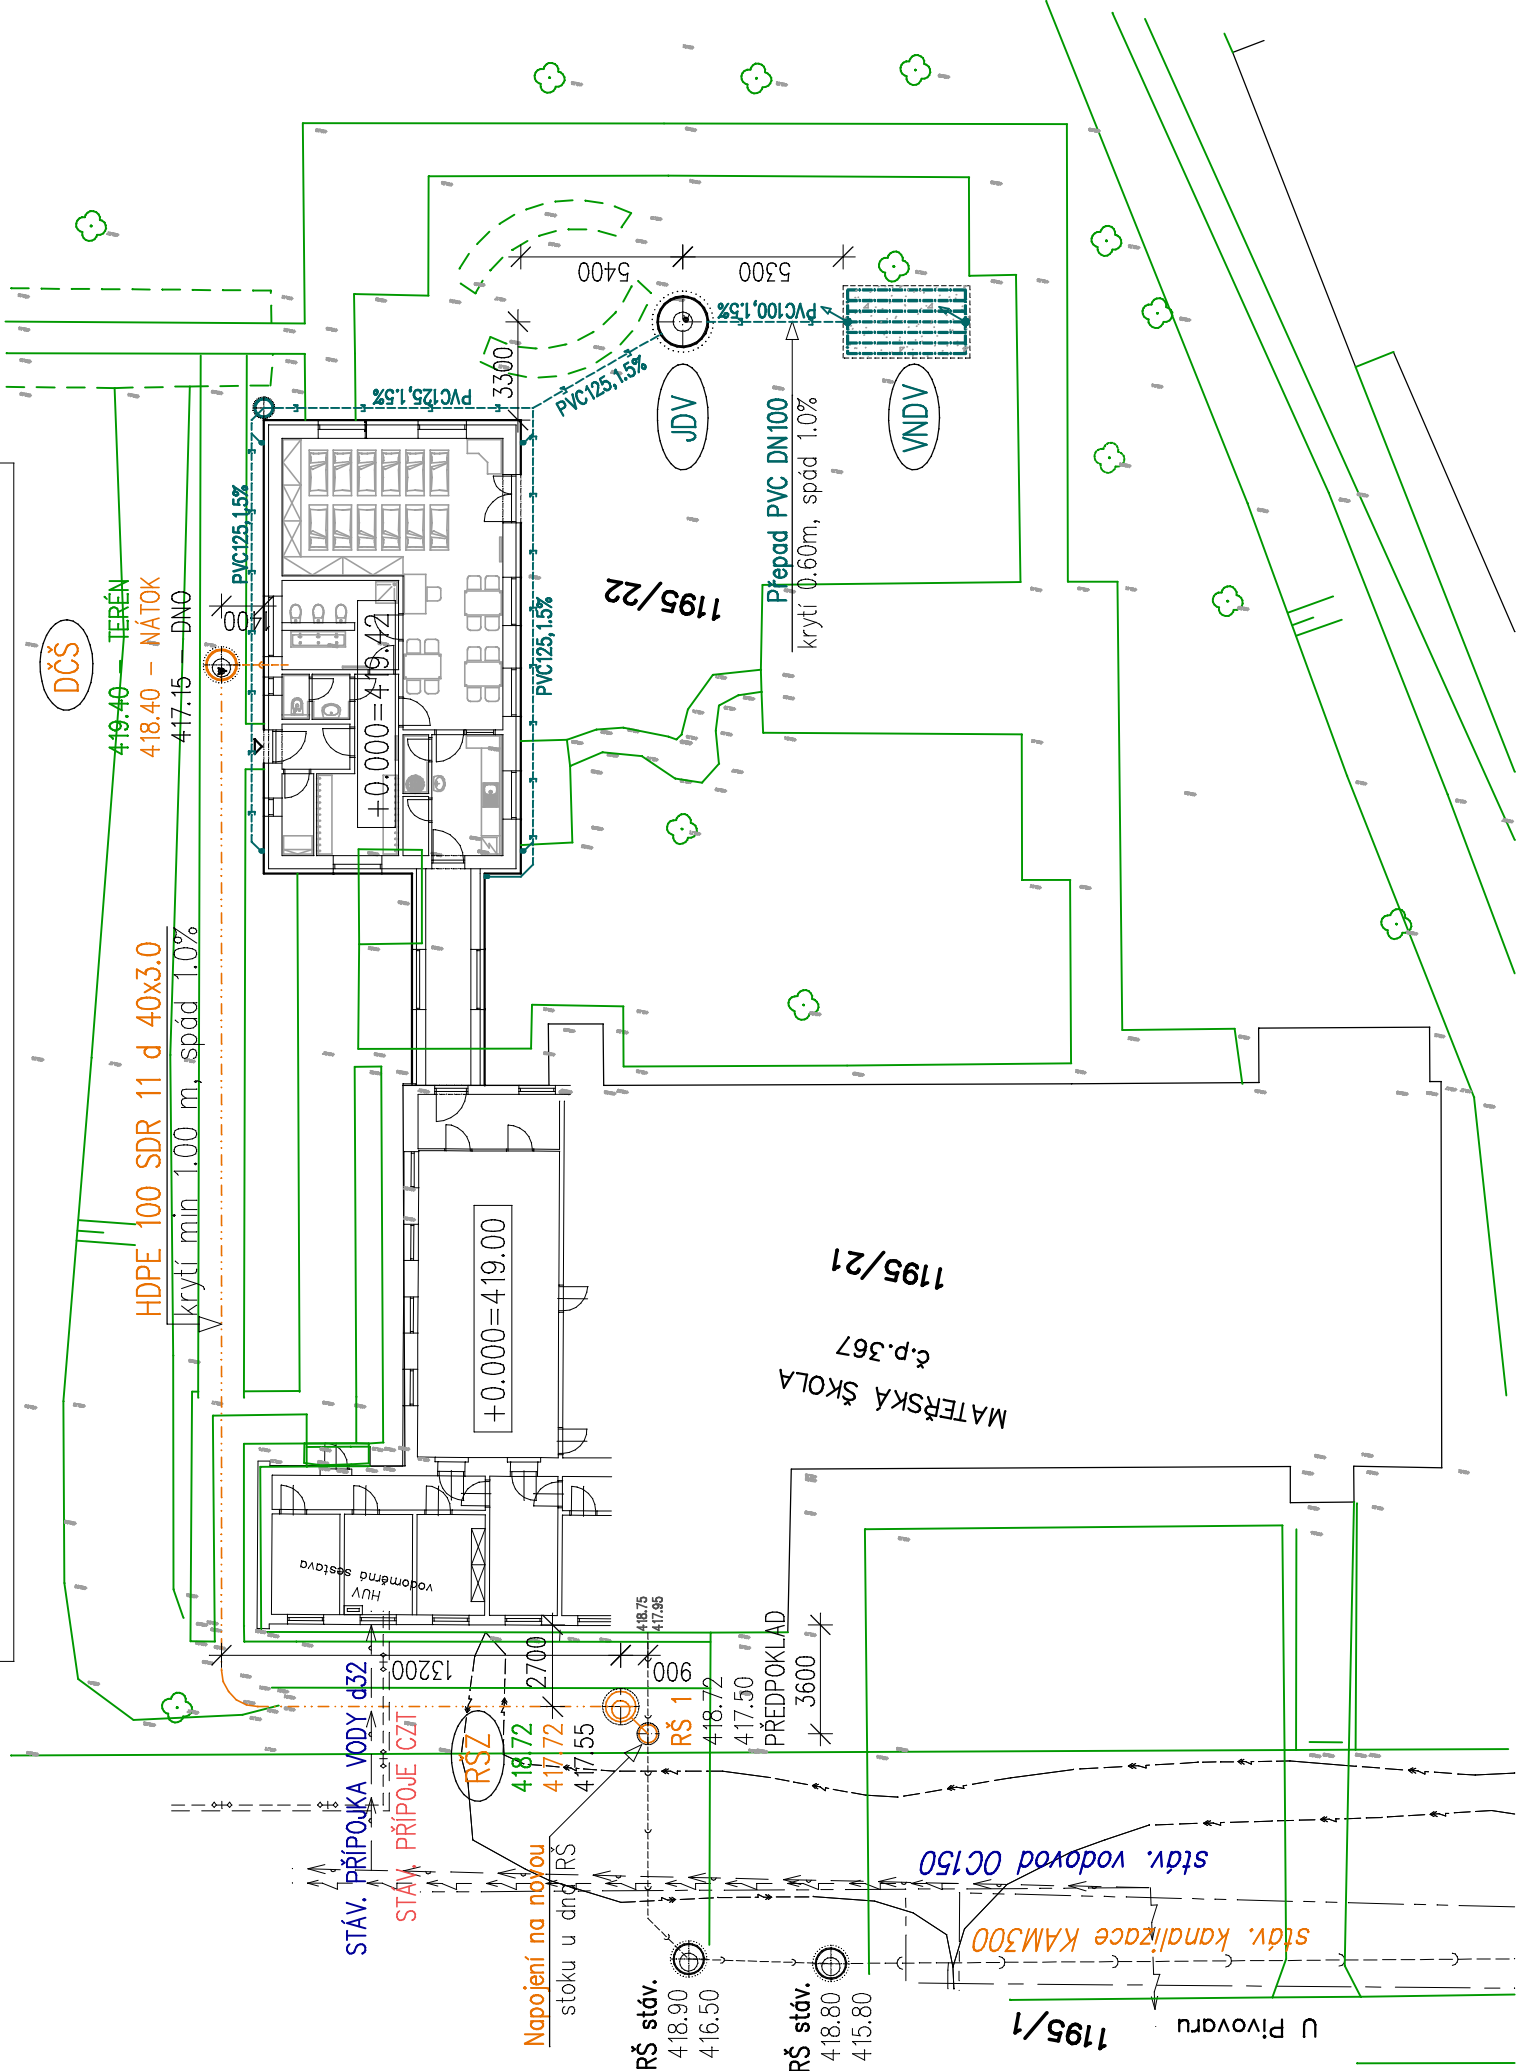 DČŠ
419.40 – TERÉN
418.40 – NÁTOK
417.15 – DNO
1400
PVC125,1.5%
PVC125,1.5%
PVC125,1.5%
PVC125,1.5%
3300
5400
5300
PVC100,1.5%
JDV
VNDV
Přepad PVC DN100
krytí 0.60m, spád 1.0%
1195/22
+0.000=419.42
HDPE 100 SDR 11 d 40x3.0
krytí min 1.00 m, spád 1.0%
+0.000=419.00
1195/21
č.p.367
MATEŘSKÁ ŠKOLA
HUV
vodoměrná sestava
STÁV. PŘÍPOJKA VODY d32
STÁV. PŘÍPOJE CZT
13200
2700
900
3600
418.75
417.95
RŠZ
418.72
417.72
417.55
RŠ 1
418.72
417.50
PŘEDPOKLAD
Napojení na novou
stoku u dna RŠ
RŠ stáv.
418.90
416.50
RŠ stáv.
418.80
415.80
stáv. vodovod OC150
stáv. kanalizace KAM300
1195/1
U Pivovaru